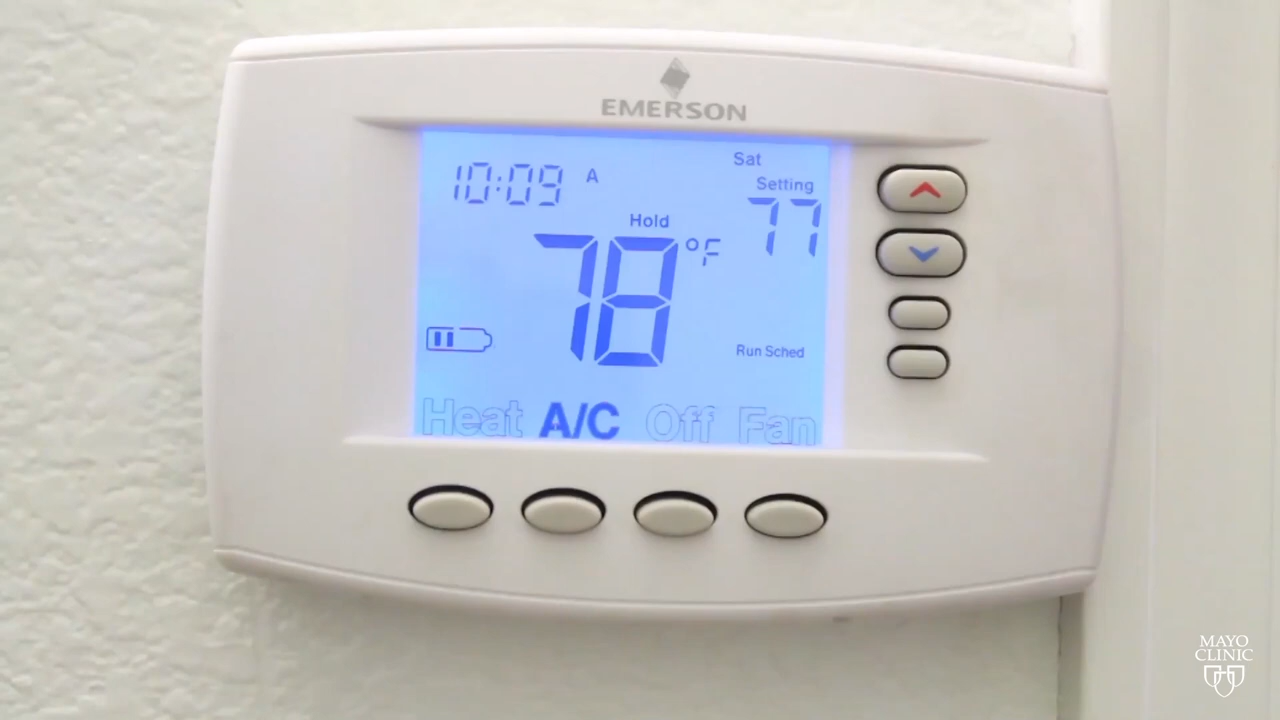 EMERSON
10:09 A
Sat
Setting
77
Hold
78 °F
Run Sched
Heat A/C Off Fan
MAYO
CLINIC